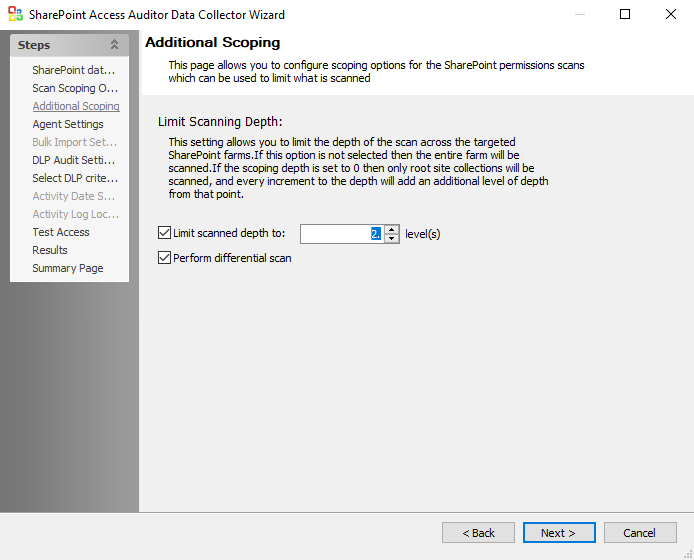 SharePoint Access Auditor Data Collector Wizard
Steps
SharePoint dat...
Scan Scoping O...
Additional Scoping
Agent Settings
Bulk Import Set...
DLP Audit Setti...
Select DLP crite...
Activity Date S...
Activity Log Loc...
Test Access
Results
Summary Page
Additional Scoping
This page allows you to configure scoping options for the SharePoint permissions scans
which can be used to limit what is scanned
Limit Scanning Depth:
This setting allows you to limit the depth of the scan across the targeted
SharePoint farms.If this option is not selected then the entire farm will be
scanned.If the scoping depth is set to 0 then only root site collections will be
scanned, and every increment to the depth will add an additional level of depth
from that point.
Limit scanned depth to: 2. level(s)
Perform differential scan
< Back Next > Cancel